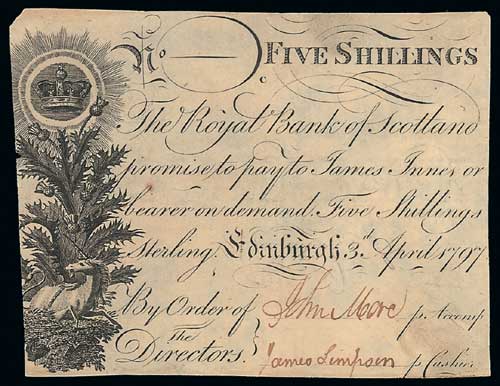 No. — FIVE SHILLINGS
The Royal Bank of Scotland
promise to pay to James Innes or
bearer on demand Five Shillings
Sterling. Edinburgh 3d. April 1797
By Order of John More p. Accomp
The
Directors. James Simpson p. Cashier.